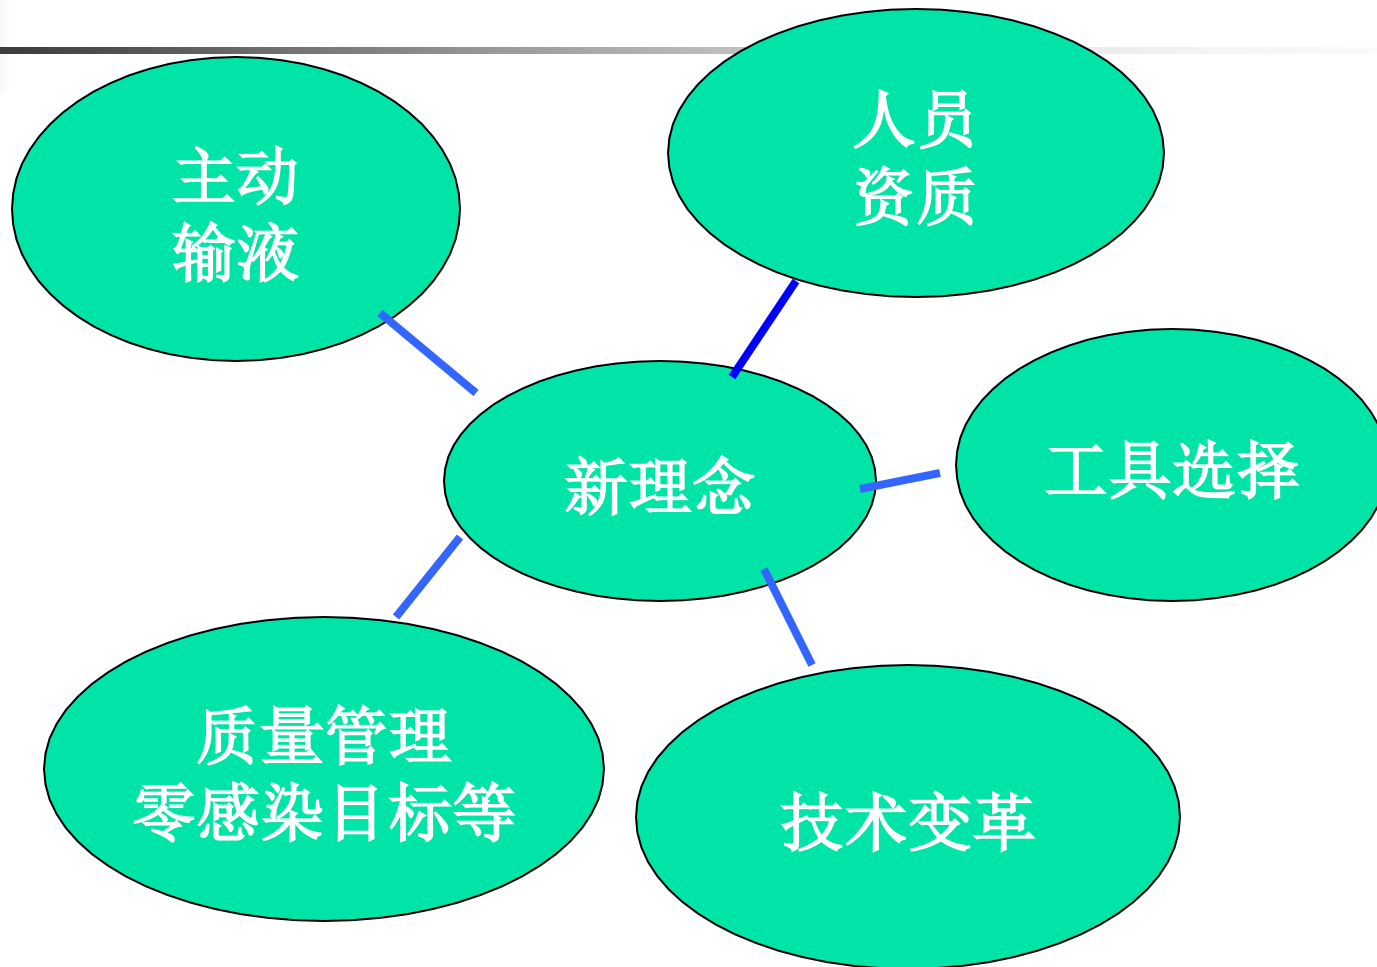 主动
输液
人员
资质
新理念
工具选择
质量管理
零感染目标等
技术变革